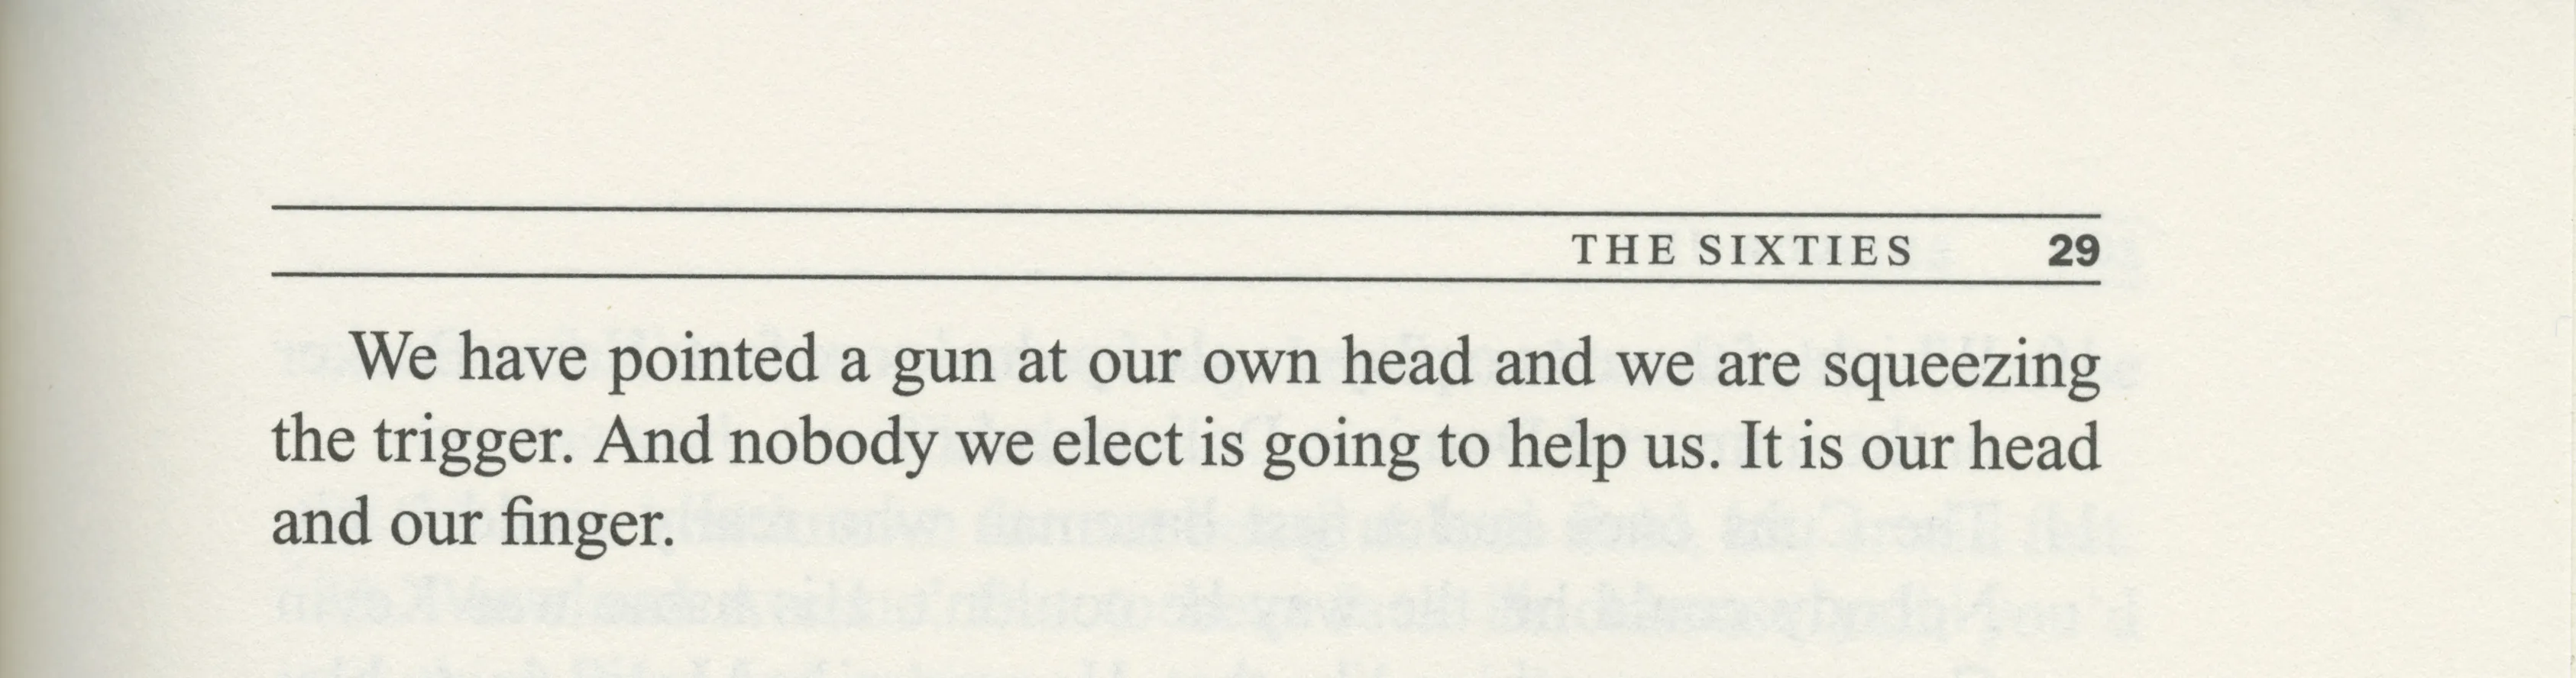 THE SIXTIES 29
We have pointed a gun at our own head and we are squeezing
the trigger. And nobody we elect is going to help us. It is our head
and our finger.